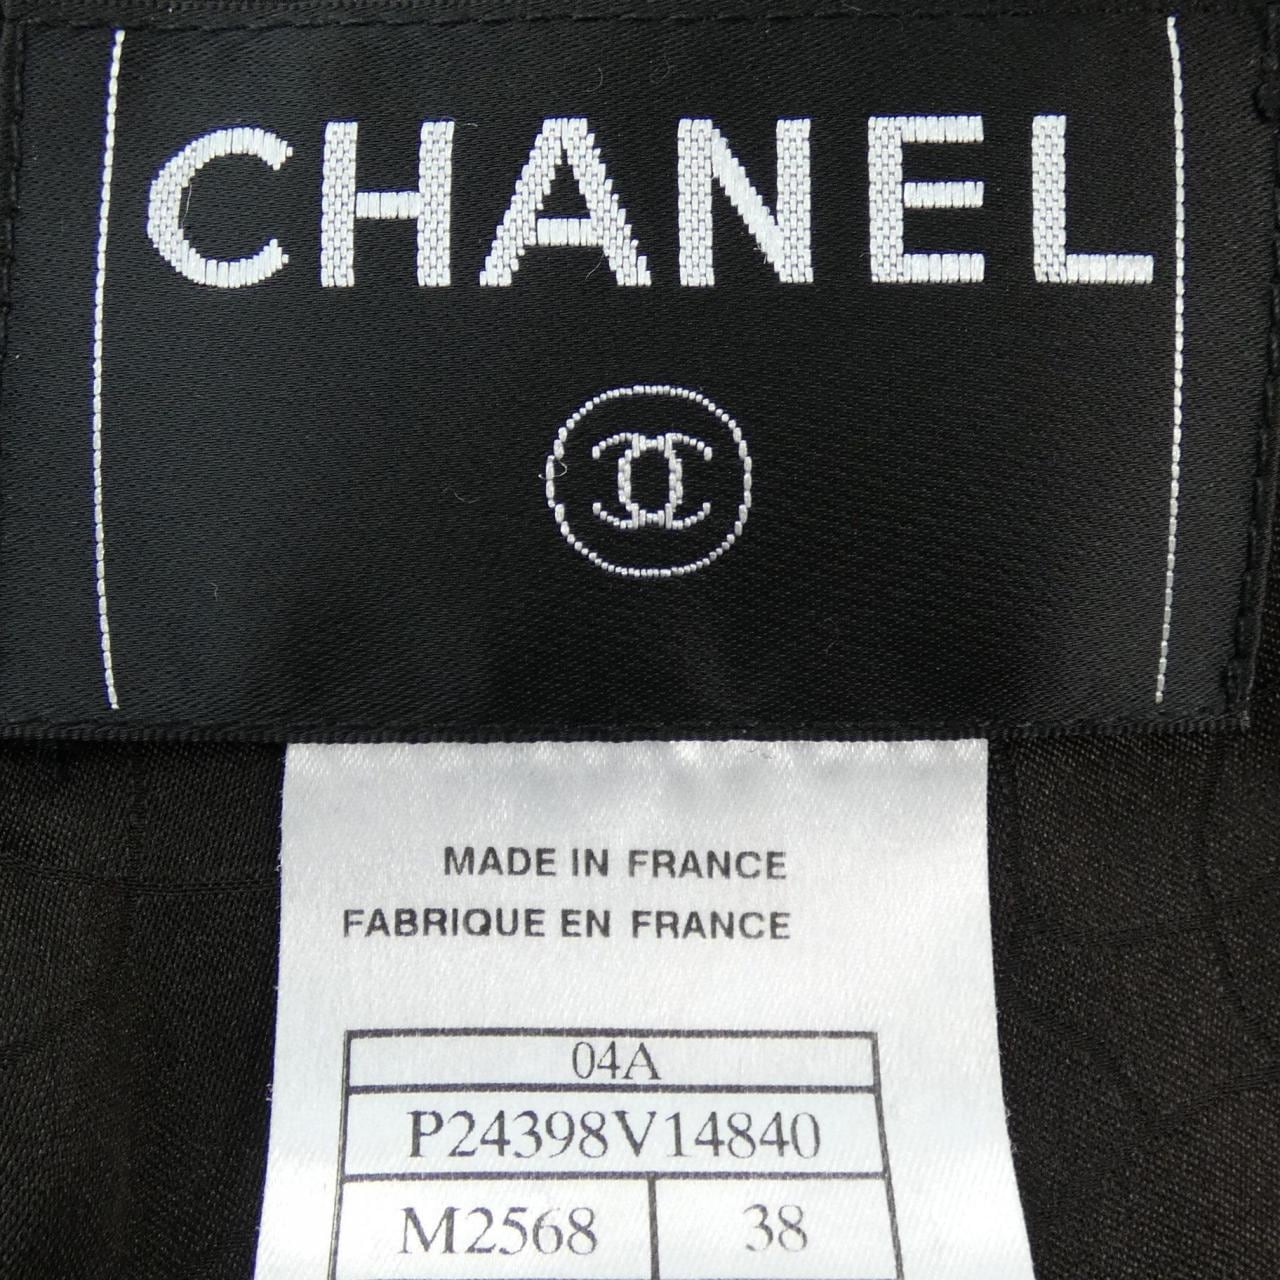 CHANEL
MADE IN FRANCE
FABRIQUE EN FRANCE
04A
P24398V14840
M2568 38